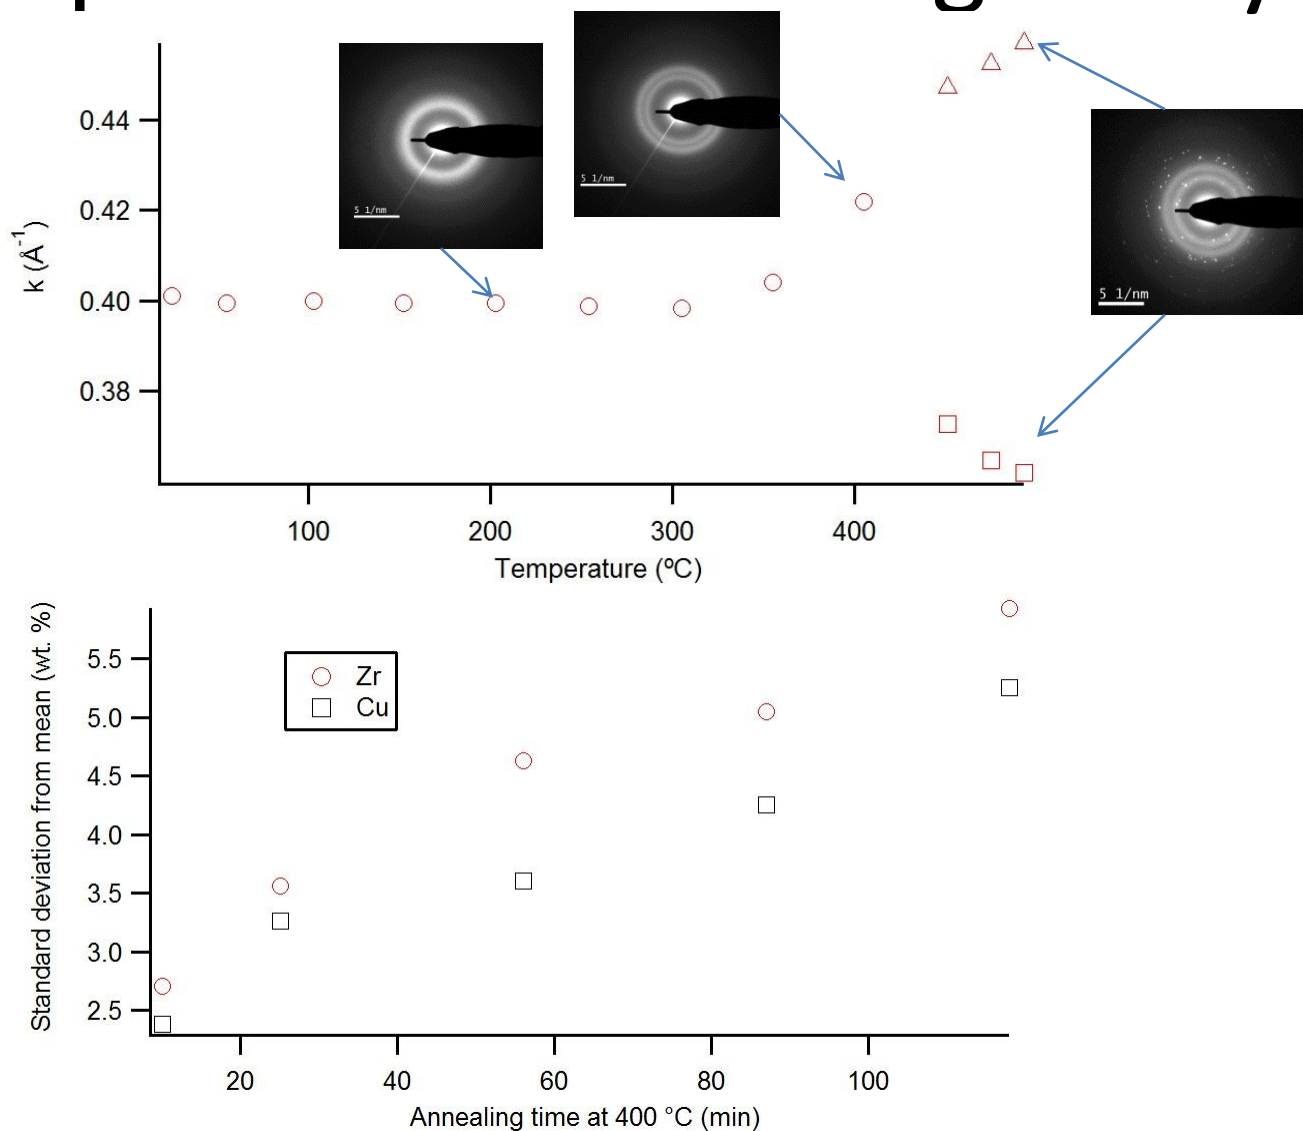 5 1/nm
5 1/nm
5 1/nm
0.44
0.42
0.40
0.38
k (Å⁻¹)
100
200
300
400
Temperature (ºC)
Zr
Cu
5.5
5.0
4.5
4.0
3.5
3.0
2.5
Standard deviation from mean (wt. %)
20
40
60
80
100
Annealing time at 400 °C (min)